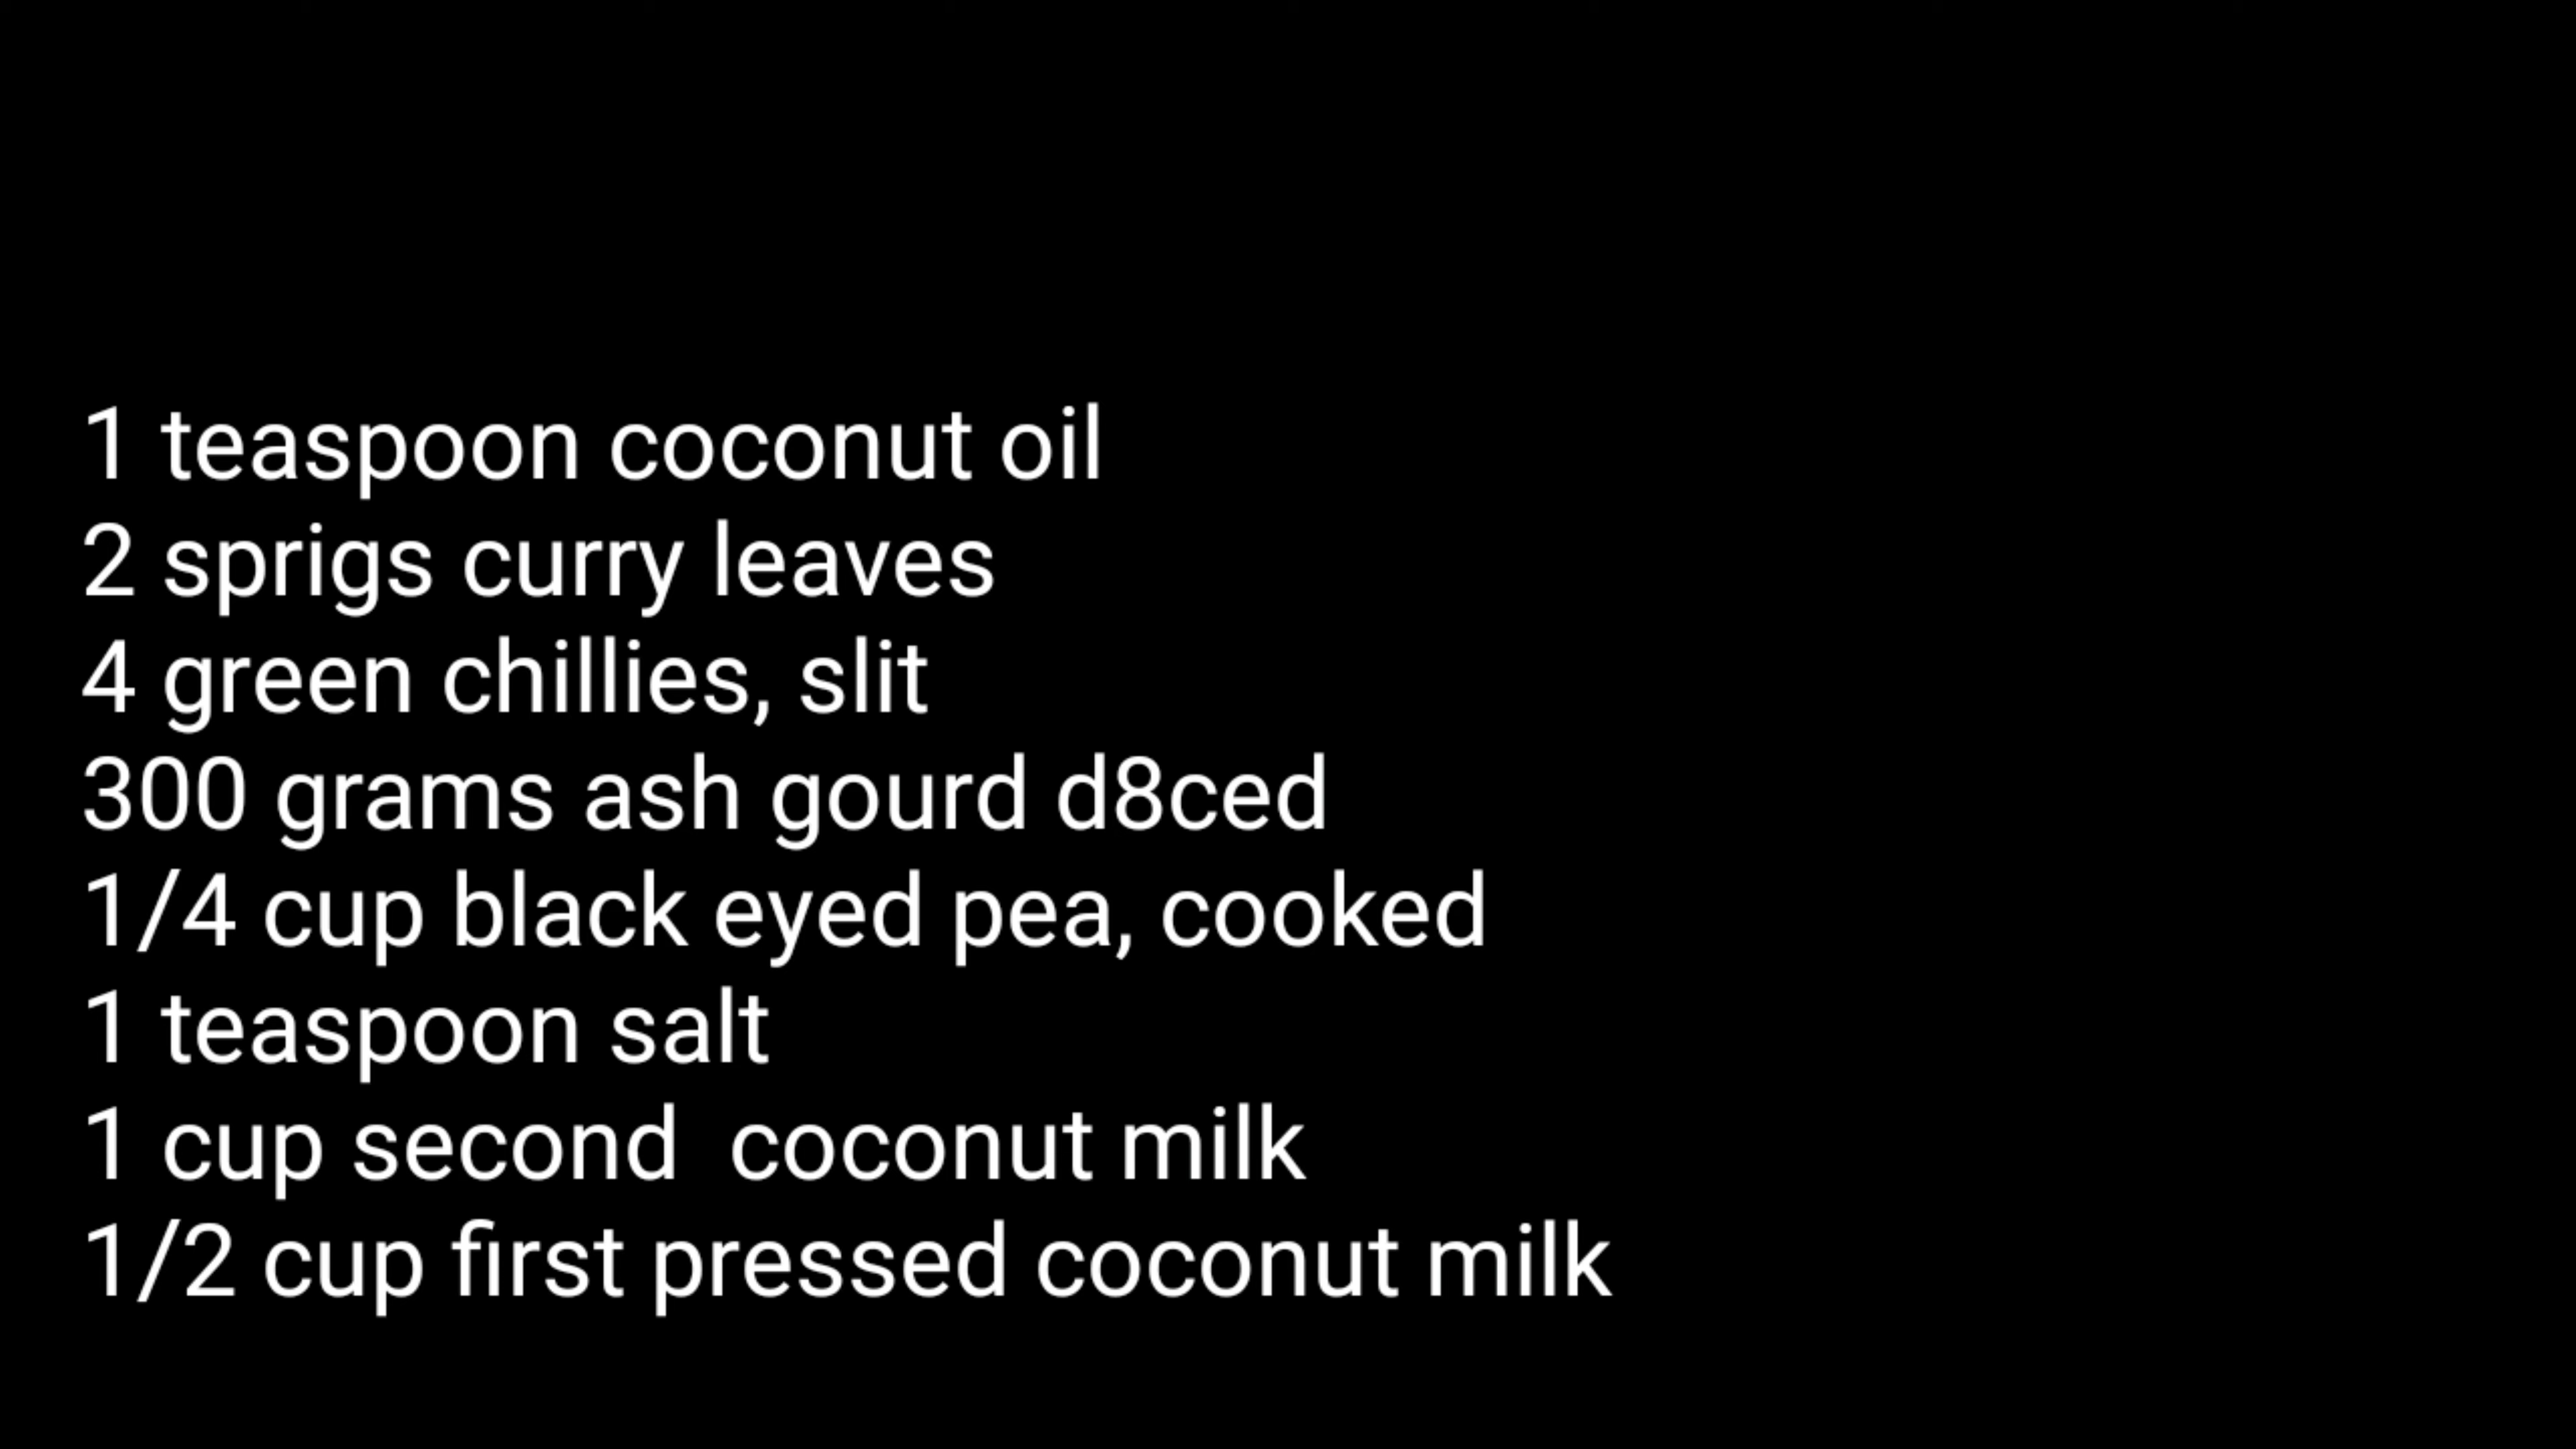 1 teaspoon coconut oil
2 sprigs curry leaves
4 green chillies, slit
300 grams ash gourd d8ced
1/4 cup black eyed pea, cooked
1 teaspoon salt
1 cup second  coconut milk
1/2 cup first pressed coconut milk